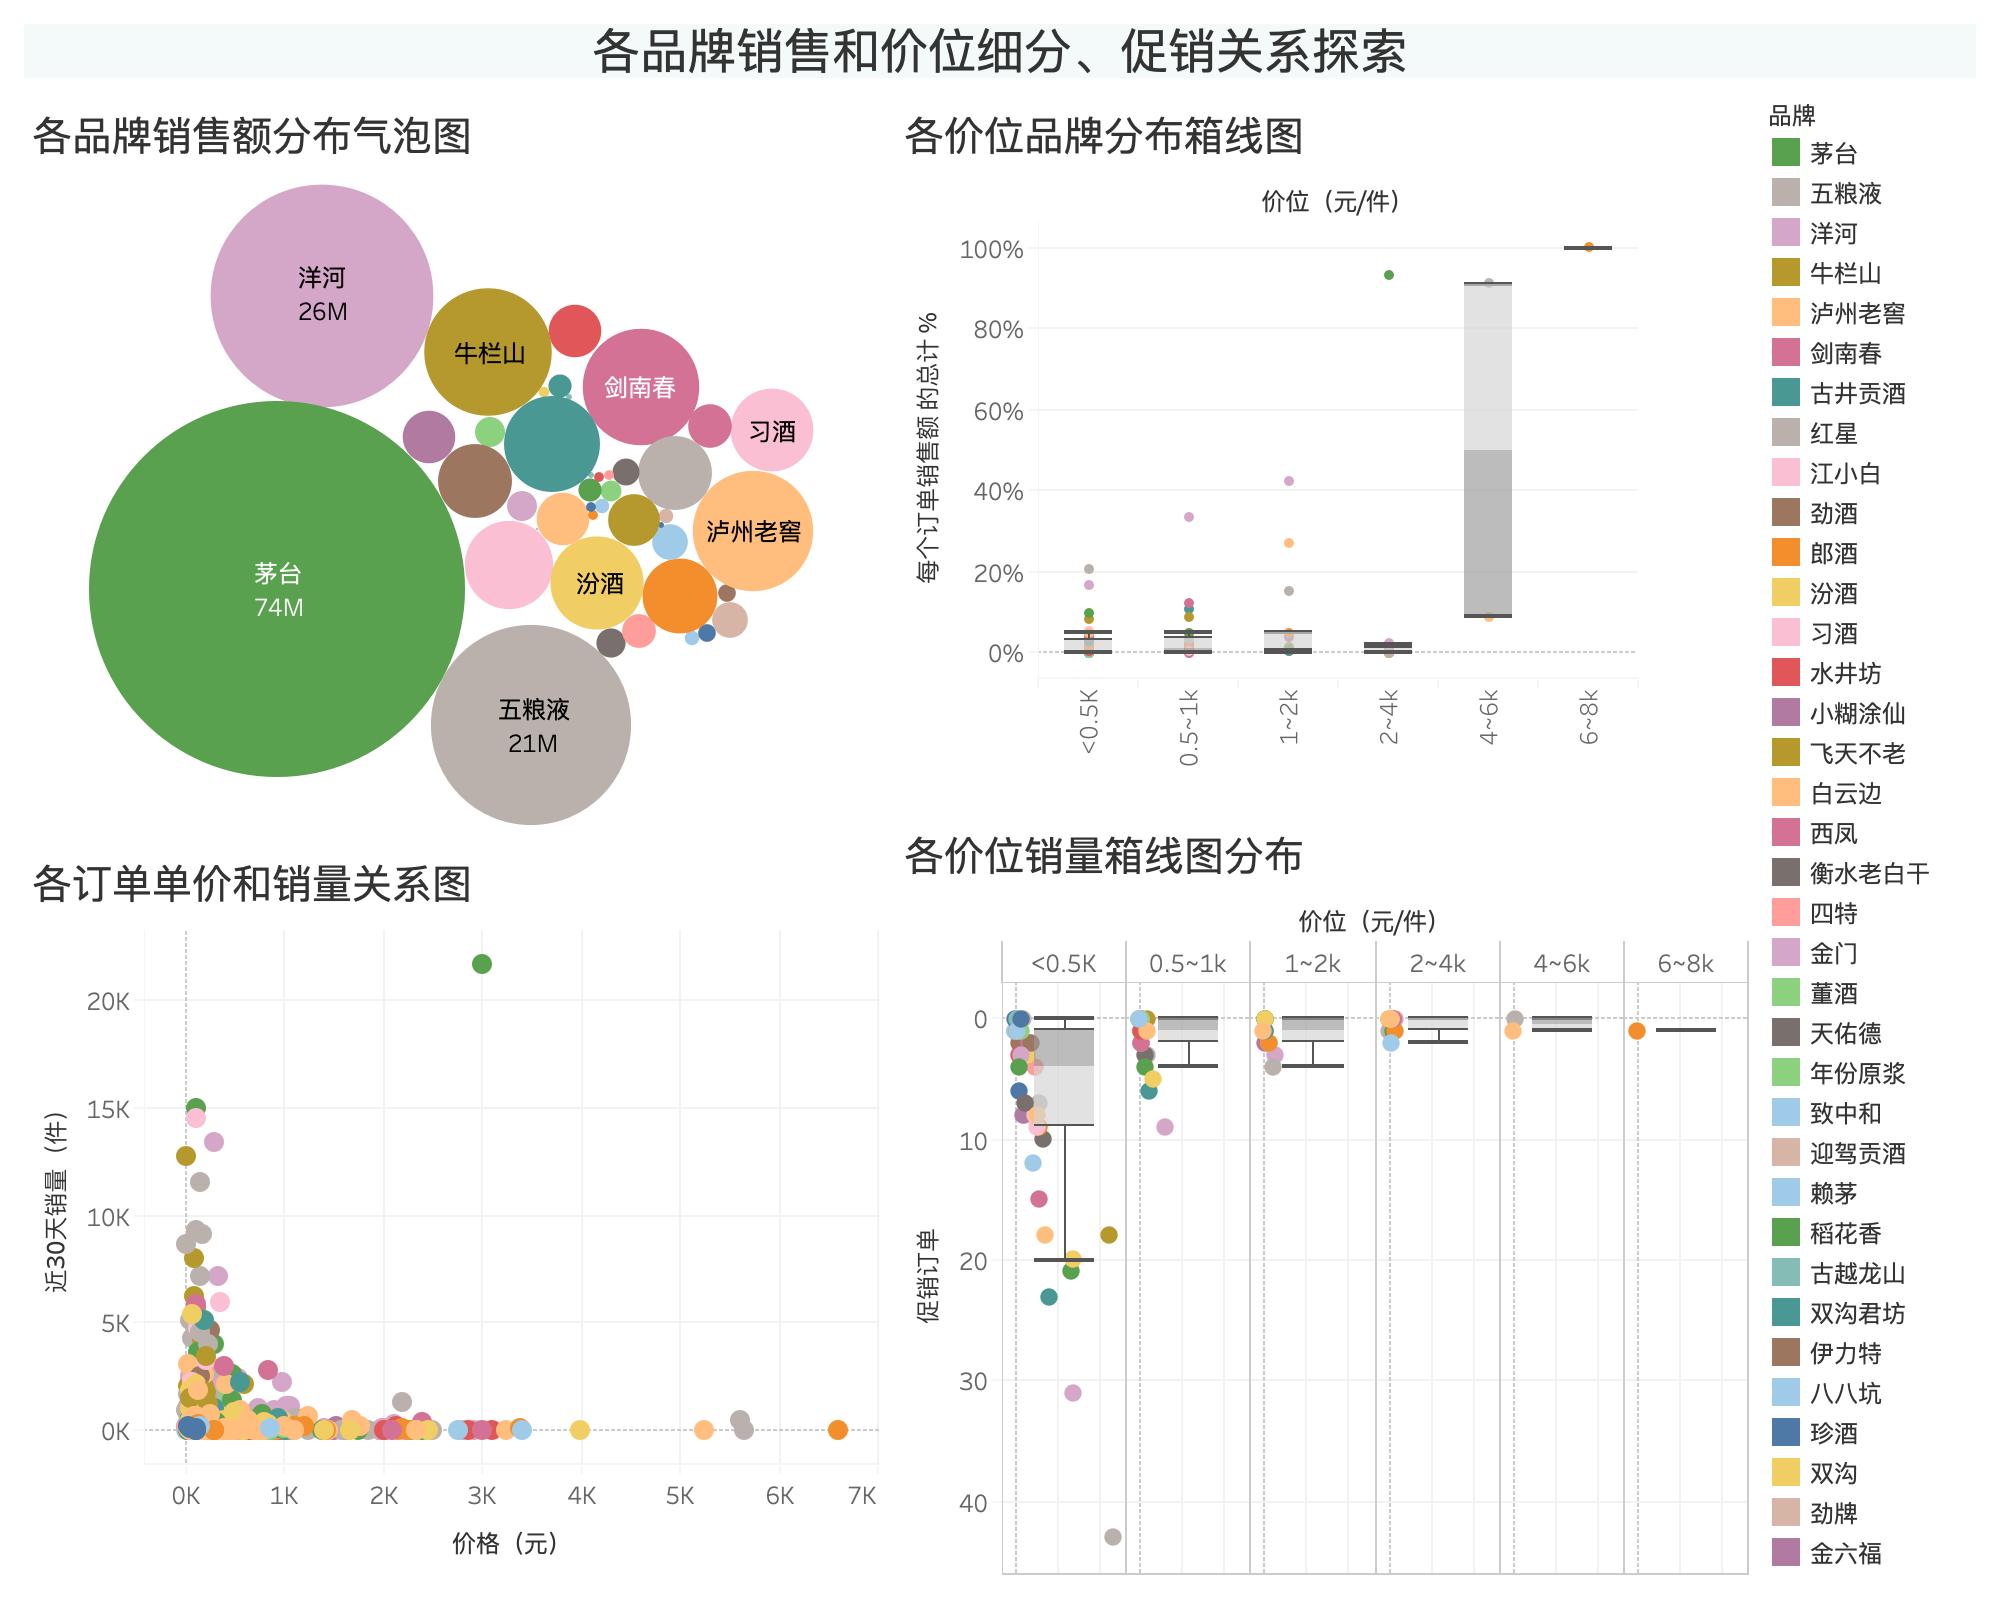 各品牌销售和价位细分、促销关系探索
各品牌销售额分布气泡图
洋河
26M
牛栏山
剑南春
习酒
泸州老窖
汾酒
茅台
74M
五粮液
21M
各价位品牌分布箱线图
价位（元/件）
每个订单销售额 的总计 %
100%
80%
60%
40%
20%
0%
<0.5K
0.5~1k
1~2k
2~4k
4~6k
6~8k
各订单单价和销量关系图
近30天销量（件）
20K
15K
10K
5K
0K
0K
1K
2K
3K
4K
5K
6K
7K
价格（元）
各价位销量箱线图分布
价位（元/件）
<0.5K
0.5~1k
1~2k
2~4k
4~6k
6~8k
促销订单
0
10
20
30
40
品牌
茅台
五粮液
洋河
牛栏山
泸州老窖
剑南春
古井贡酒
红星
江小白
劲酒
郎酒
汾酒
习酒
水井坊
小糊涂仙
飞天不老
白云边
西凤
衡水老白干
四特
金门
董酒
天佑德
年份原浆
致中和
迎驾贡酒
赖茅
稻花香
古越龙山
双沟君坊
伊力特
八八坑
珍酒
双沟
劲牌
金六福